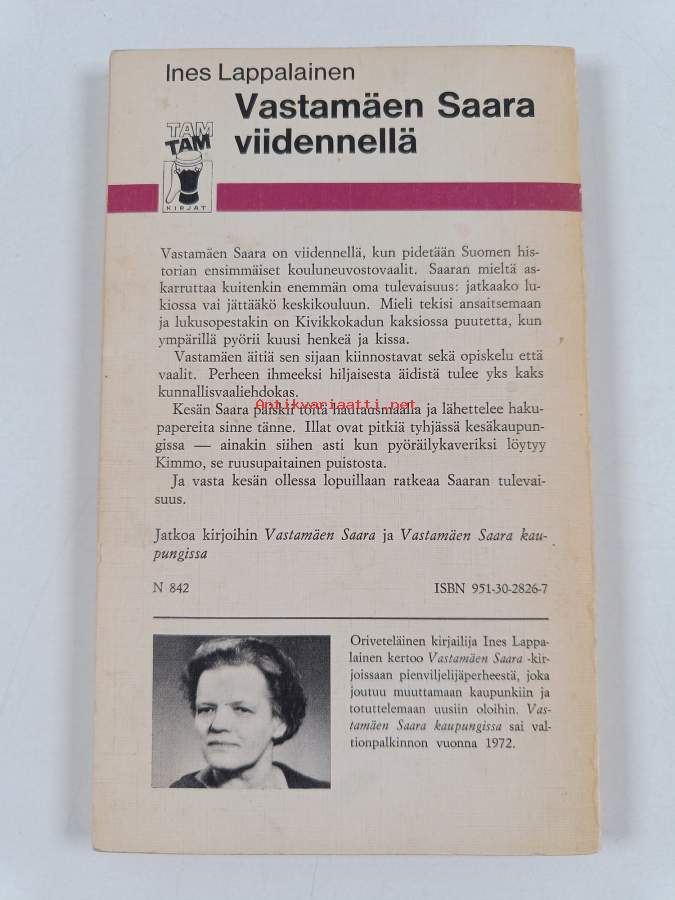 Ines Lappalainen
Vastamäen Saara
viidennellä
TAM
TAM
KIRJAT
Vastamäen Saara on viidennellä, kun pidetään Suomen his-
torian ensimmäiset kouluneuvostovaalit. Saaran mieltä as-
karruttaa kuitenkin enemmän oma tulevaisuus: jatkaako lu-
kiossa vai jättääkö keskikouluun. Mieli tekisi ansaitsemaan
ja lukusopestakin on Kivikkokadun kaksiossa puutetta, kun
ympärillä pyörii kuusi henkeä ja kissa.
Vastamäen äitiä sen sijaan kiinnostavat sekä opiskelu että
vaalit. Perheen ihmeeksi hiljaisesta äidistä tulee yks kaks
kunnallisvaaliehdokas.
Antikvariaatti.net
Kesän Saara paiskii töitä hautausmaalla ja lähettelee haku-
papereita sinne tänne. Illat ovat pitkiä tyhjässä kesäkaupun-
gissa — ainakin siihen asti kun pyöräilykaveriksi löytyy
Kimmo, se ruusupaitainen puistosta.
Ja vasta kesän ollessa lopuillaan ratkeaa Saaran tulevai-
suus.
Jatkoa kirjoihin Vastamäen Saara ja Vastamäen Saara kau-
pungissa
N 842 ISBN 951-30-2826-7
Oriveteläinen kirjailija Ines Lappa-
lainen kertoo Vastamäen Saara -kir-
joissaan pienviljelijäperheestä, joka
joutuu muuttamaan kaupunkiin ja
totuttelemaan uusiin oloihin. Vas-
tamäen Saara kaupungissa sai val-
tionpalkinnon vuonna 1972.